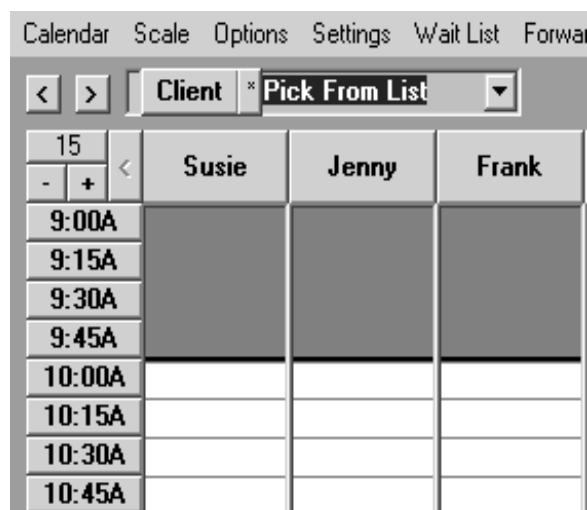 Calendar Scale Options Settings Wait List
< > Client * Pick From List
15 <
- +
Susie Jenny Frank
9:00A
9:15A
9:30A
9:45A
10:00A
10:15A
10:30A
10:45A